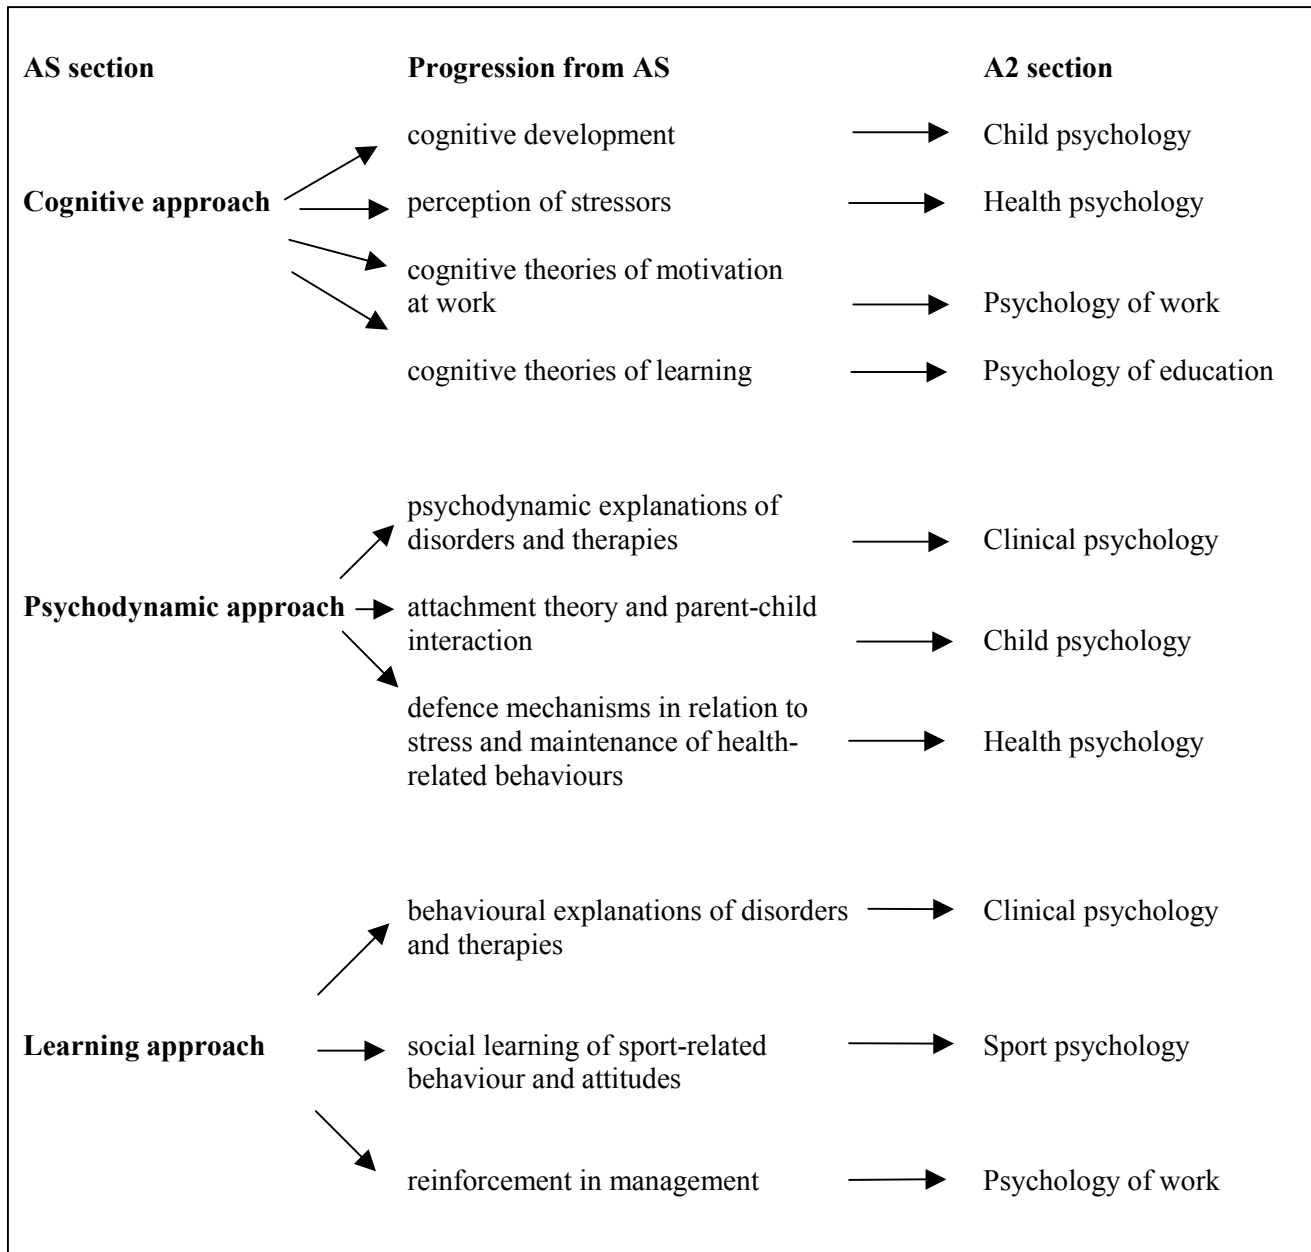 AS section Progression from AS A2 section
cognitive development Child psychology
Cognitive approach perception of stressors Health psychology
cognitive theories of motivation
at work Psychology of work
cognitive theories of learning Psychology of education
psychodynamic explanations of
disorders and therapies Clinical psychology
Psychodynamic approach attachment theory and parent-child
interaction Child psychology
defence mechanisms in relation to
stress and maintenance of health- Health psychology
related behaviours
behavioural explanations of disorders Clinical psychology
and therapies
Learning approach social learning of sport-related Sport psychology
behaviour and attitudes
reinforcement in management Psychology of work